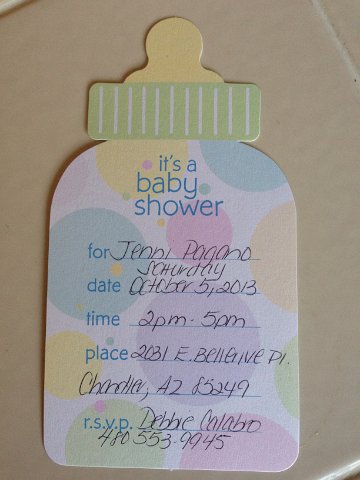 it's a
baby
shower
for Jenni Pagano
Saturday
date October 5, 2013
time 2pm - 5pm
place 2031 E. Bellerive Pl.
Chandler, AZ 85249
r.s.v.p. Debbie Calabro
480 553-9945